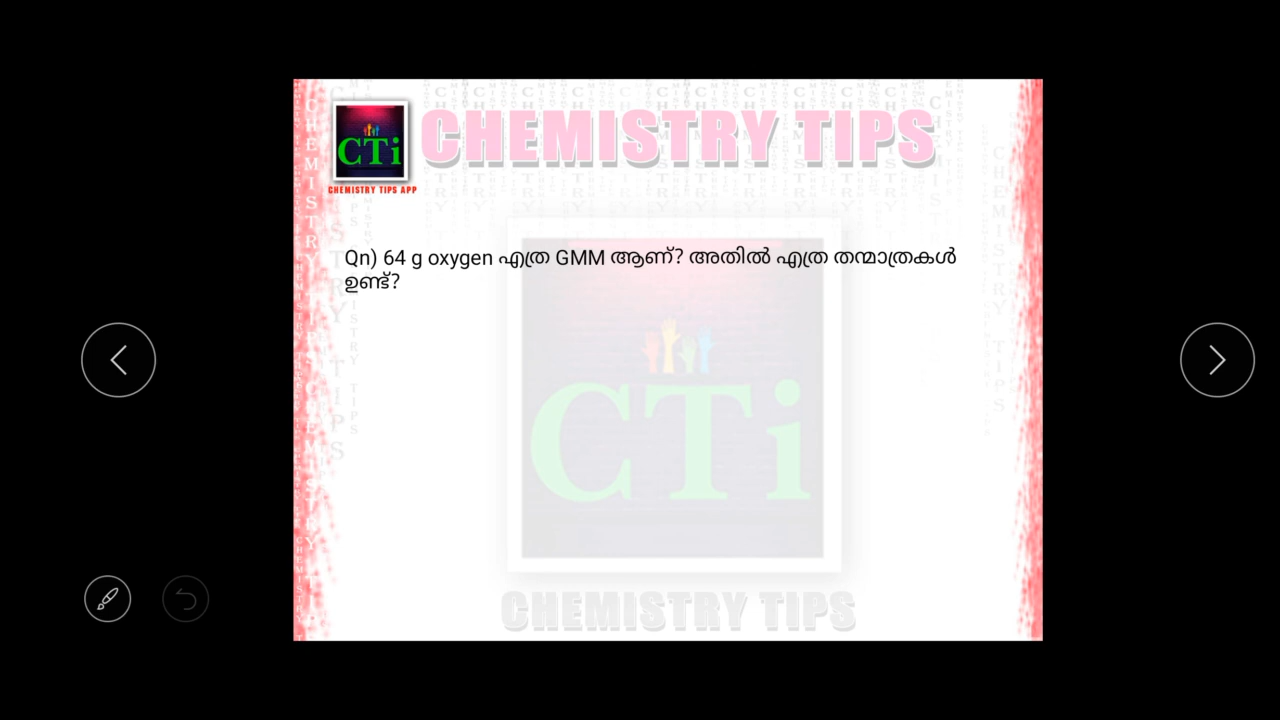 CTi
CHEMISTRY TIPS
CHEMISTRY TIPS APP
Qn) 64 g oxygen എത്ര GMM ആണ്? അതിൽ എത്ര തന്മാത്രകൾ
ഉണ്ട്?
CTi
CHEMISTRY TIPS